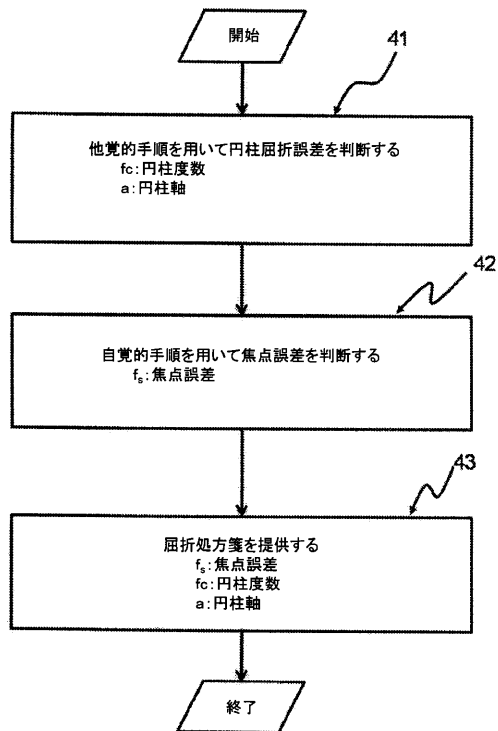 開始
41
他覚的手順を用いて円柱屈折誤差を判断する
fc:円柱度数
a:円柱軸
42
自覚的手順を用いて焦点誤差を判断する
fs:焦点誤差
43
屈折処方箋を提供する
fs:焦点誤差
fc:円柱度数
a:円柱軸
終了